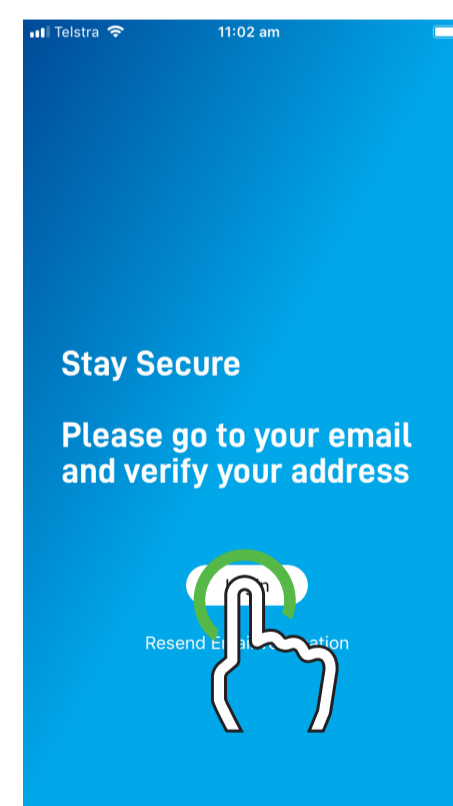 Telstra 11:02 am
Stay Secure
Please go to your email
and verify your address
Resend